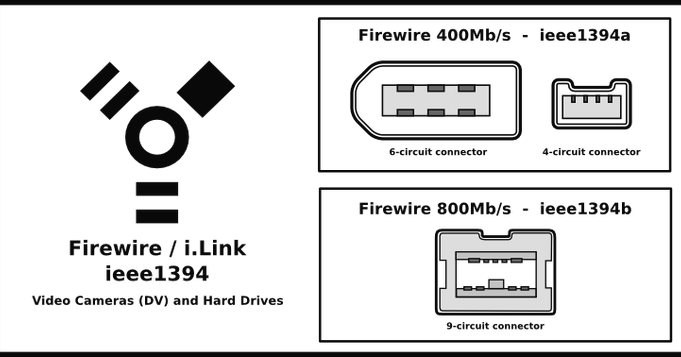 Firewire / i.Link
ieee1394
Video Cameras (DV) and Hard Drives
Firewire 400Mb/s - ieee1394a
6-circuit connector
4-circuit connector
Firewire 800Mb/s - ieee1394b
9-circuit connector